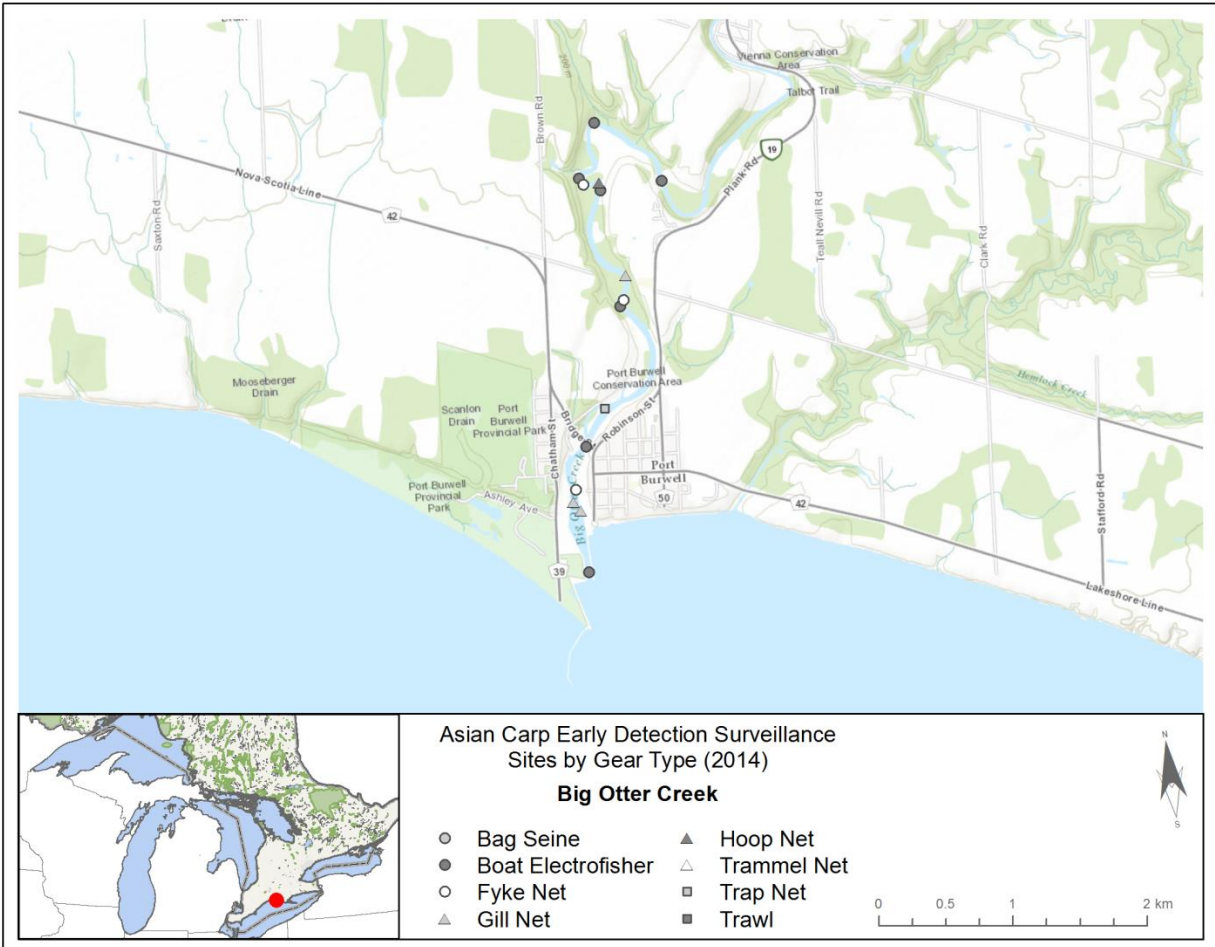 Drain
200 m
Vienna Conservation
Area
Talbot Trail
Brown Rd
19
Plank Rd
Nova Scotia Line
42
Saxton Rd
Teall Nevill Rd
Clark Rd
Mooseberger
Drain
Port Burwell
Conservation Area
Hemlock Creek
Scanlon
Drain
Port
Burwell
Provincial Park
Bridge St
Robinson St
Chatham St
Port
Burwell
50
42
Port Burwell
Provincial
Park
Ashley Ave
Big Otter Creek
Stafford Rd
39
Lakeshore Line
Asian Carp Early Detection Surveillance
Sites by Gear Type (2014)
Big Otter Creek
Bag Seine
Boat Electrofisher
Fyke Net
Gill Net
Hoop Net
Trammel Net
Trap Net
Trawl
N
S
0 0.5 1 2 km